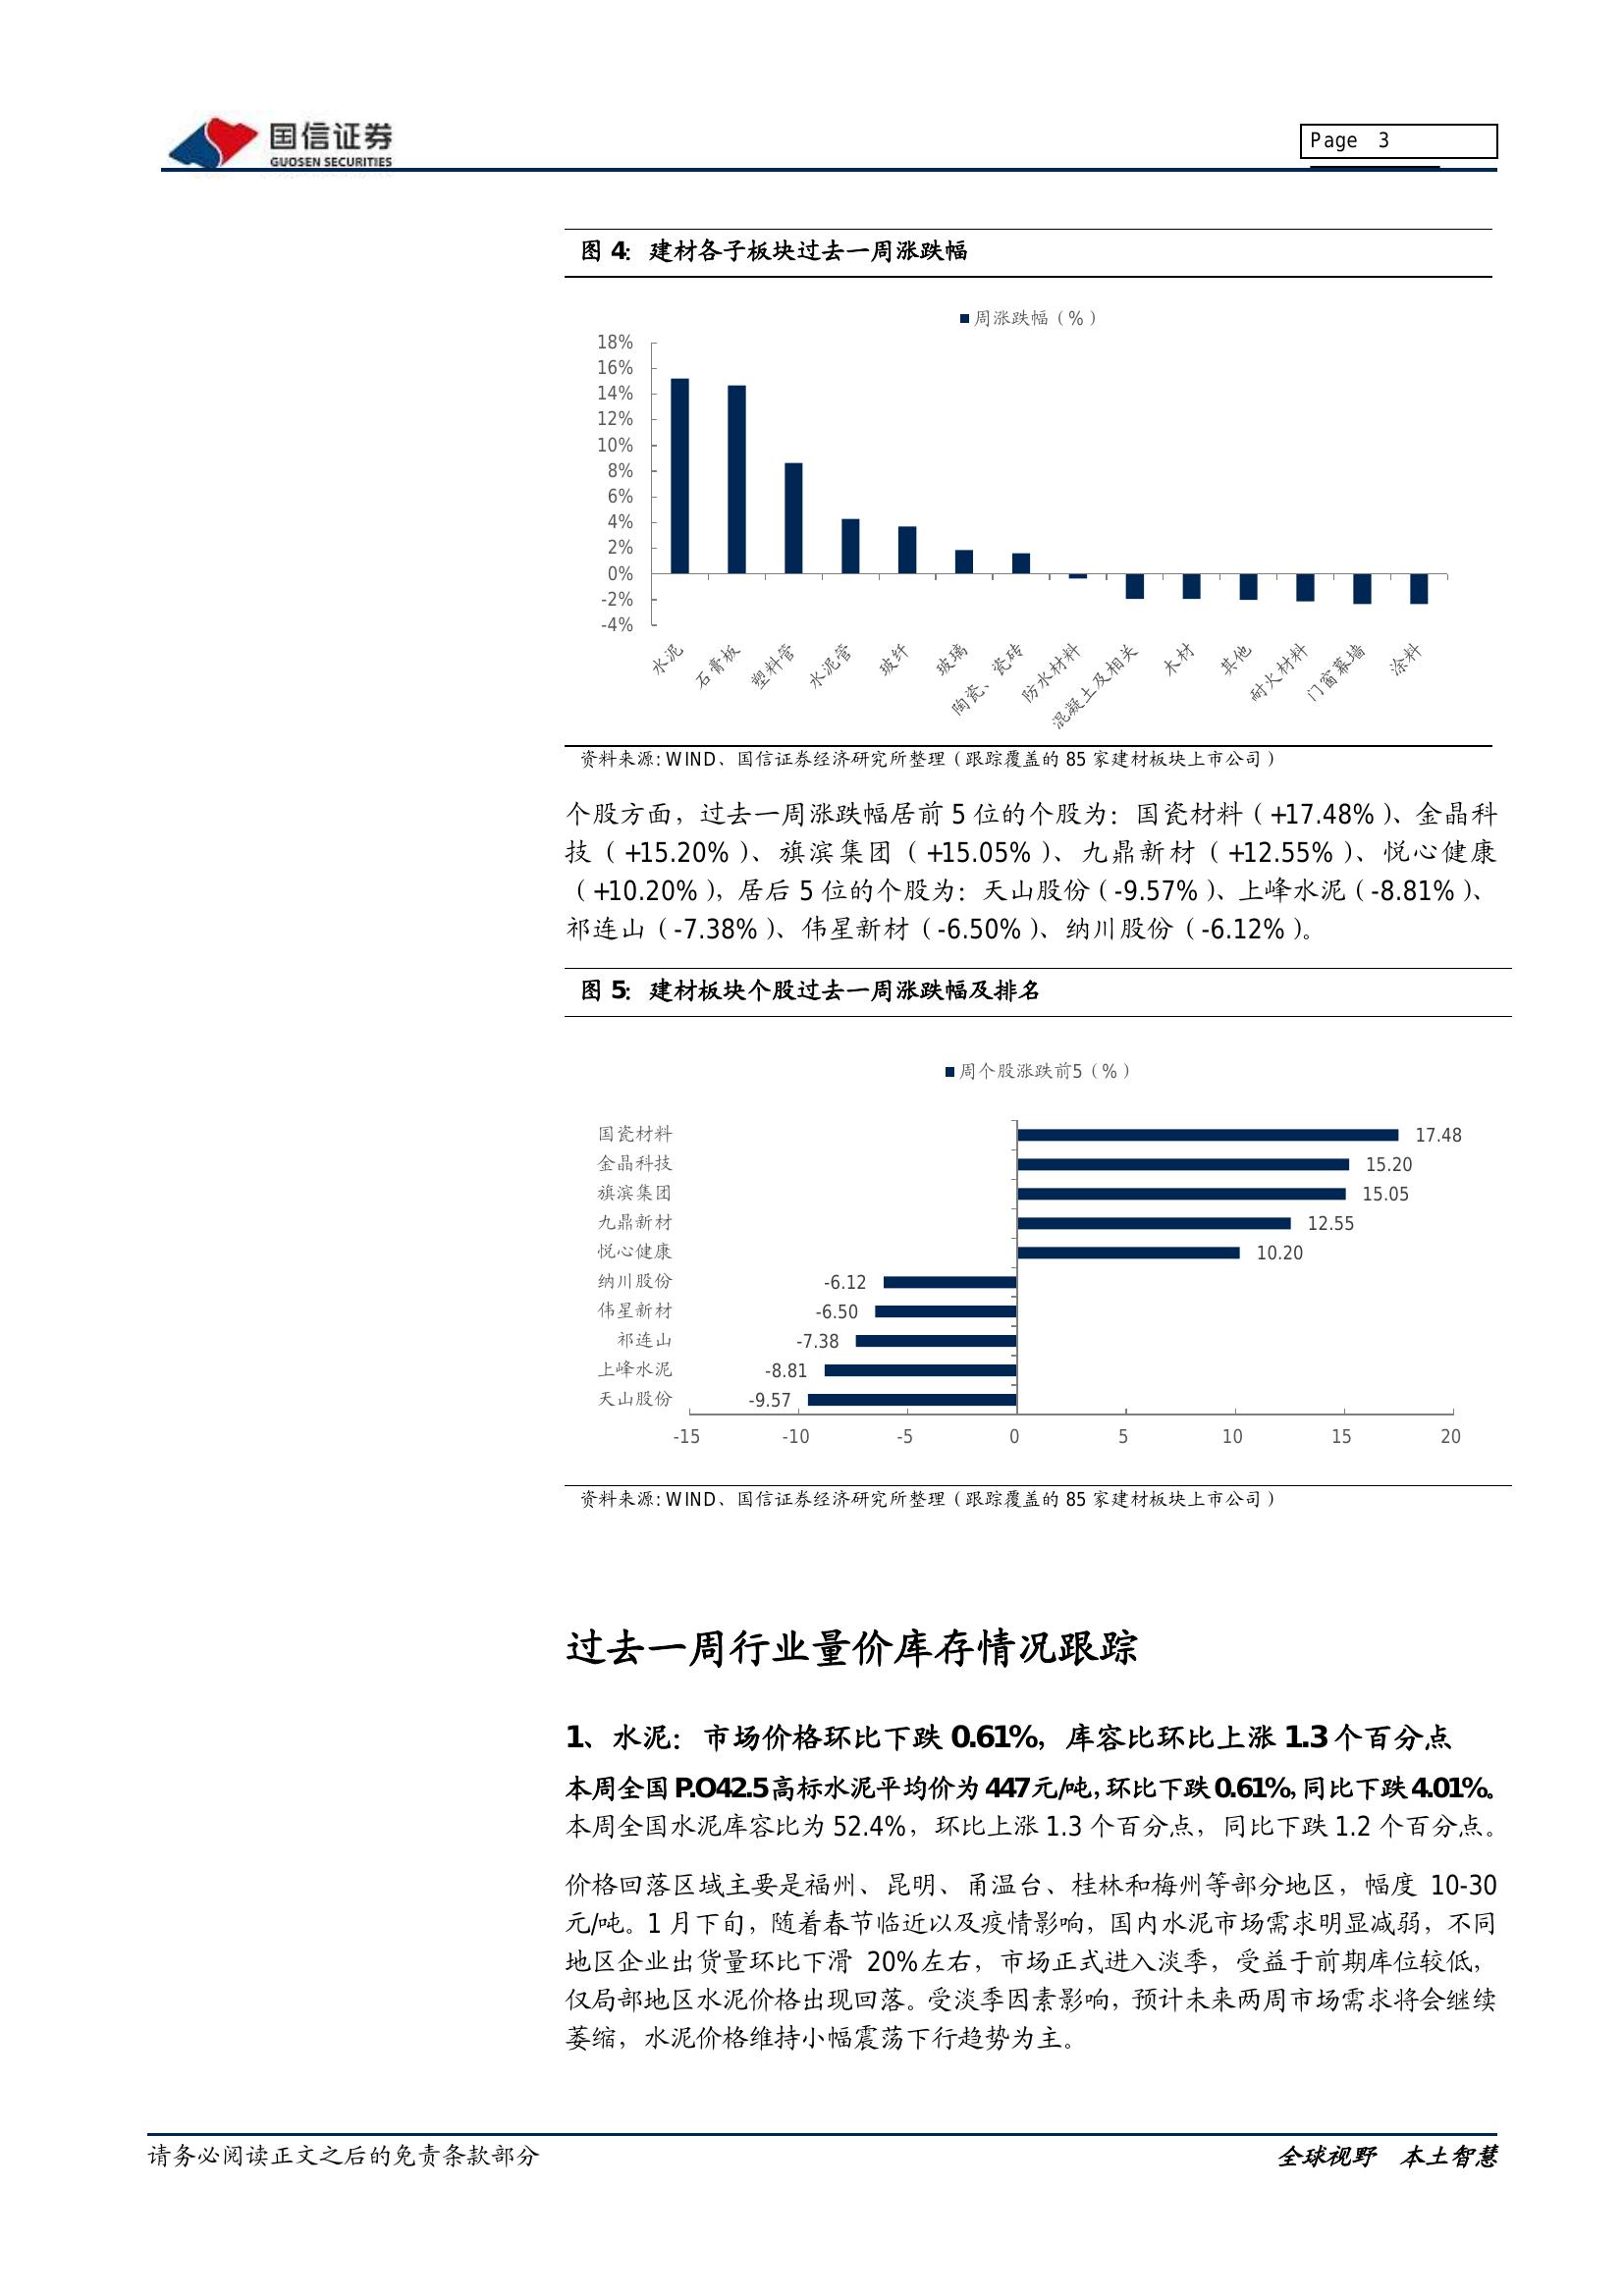 国信证券
GUOSEN SECURITIES
Page 3
图 4：建材各子板块过去一周涨跌幅
周涨跌幅（%）
18%
16%
14%
12%
10%
8%
6%
4%
2%
0%
-2%
-4%
水泥
石膏板
塑料管
水泥管
玻纤
玻璃
陶瓷、瓷砖
防水材料
混凝土及相关
木材
其他
耐火材料
门窗幕墙
涂料
资料来源: WIND、国信证券经济研究所整理（跟踪覆盖的 85 家建材板块上市公司）
个股方面，过去一周涨跌幅居前 5 位的个股为：国瓷材料（+17.48%）、金晶科
技（+15.20%）、旗滨集团（+15.05%）、九鼎新材（+12.55%）、悦心健康
（+10.20%），居后 5 位的个股为：天山股份（-9.57%）、上峰水泥（-8.81%）、
祁连山（-7.38%）、伟星新材（-6.50%）、纳川股份（-6.12%）。
图 5：建材板块个股过去一周涨跌幅及排名
周个股涨跌前5（%）
国瓷材料 17.48
金晶科技 15.20
旗滨集团 15.05
九鼎新材 12.55
悦心健康 10.20
纳川股份 -6.12
伟星新材 -6.50
祁连山 -7.38
上峰水泥 -8.81
天山股份 -9.57
-15 -10 -5 0 5 10 15 20
资料来源: WIND、国信证券经济研究所整理（跟踪覆盖的 85 家建材板块上市公司）
过去一周行业量价库存情况跟踪
1、水泥：市场价格环比下跌 0.61%，库容比环比上涨 1.3 个百分点
本周全国 P.O42.5 高标水泥平均价为 447 元/吨，环比下跌 0.61%，同比下跌 4.01%。
本周全国水泥库容比为 52.4%，环比上涨 1.3 个百分点，同比下跌 1.2 个百分点。
价格回落区域主要是福州、昆明、甬温台、桂林和梅州等部分地区，幅度 10-30
元/吨。1 月下旬，随着春节临近以及疫情影响，国内水泥市场需求明显减弱，不同
地区企业出货量环比下滑 20%左右，市场正式进入淡季，受益于前期库位较低，
仅局部地区水泥价格出现回落。受淡季因素影响，预计未来两周市场需求将会继续
萎缩，水泥价格维持小幅震荡下行趋势为主。
请务必阅读正文之后的免责条款部分
全球视野 本土智慧